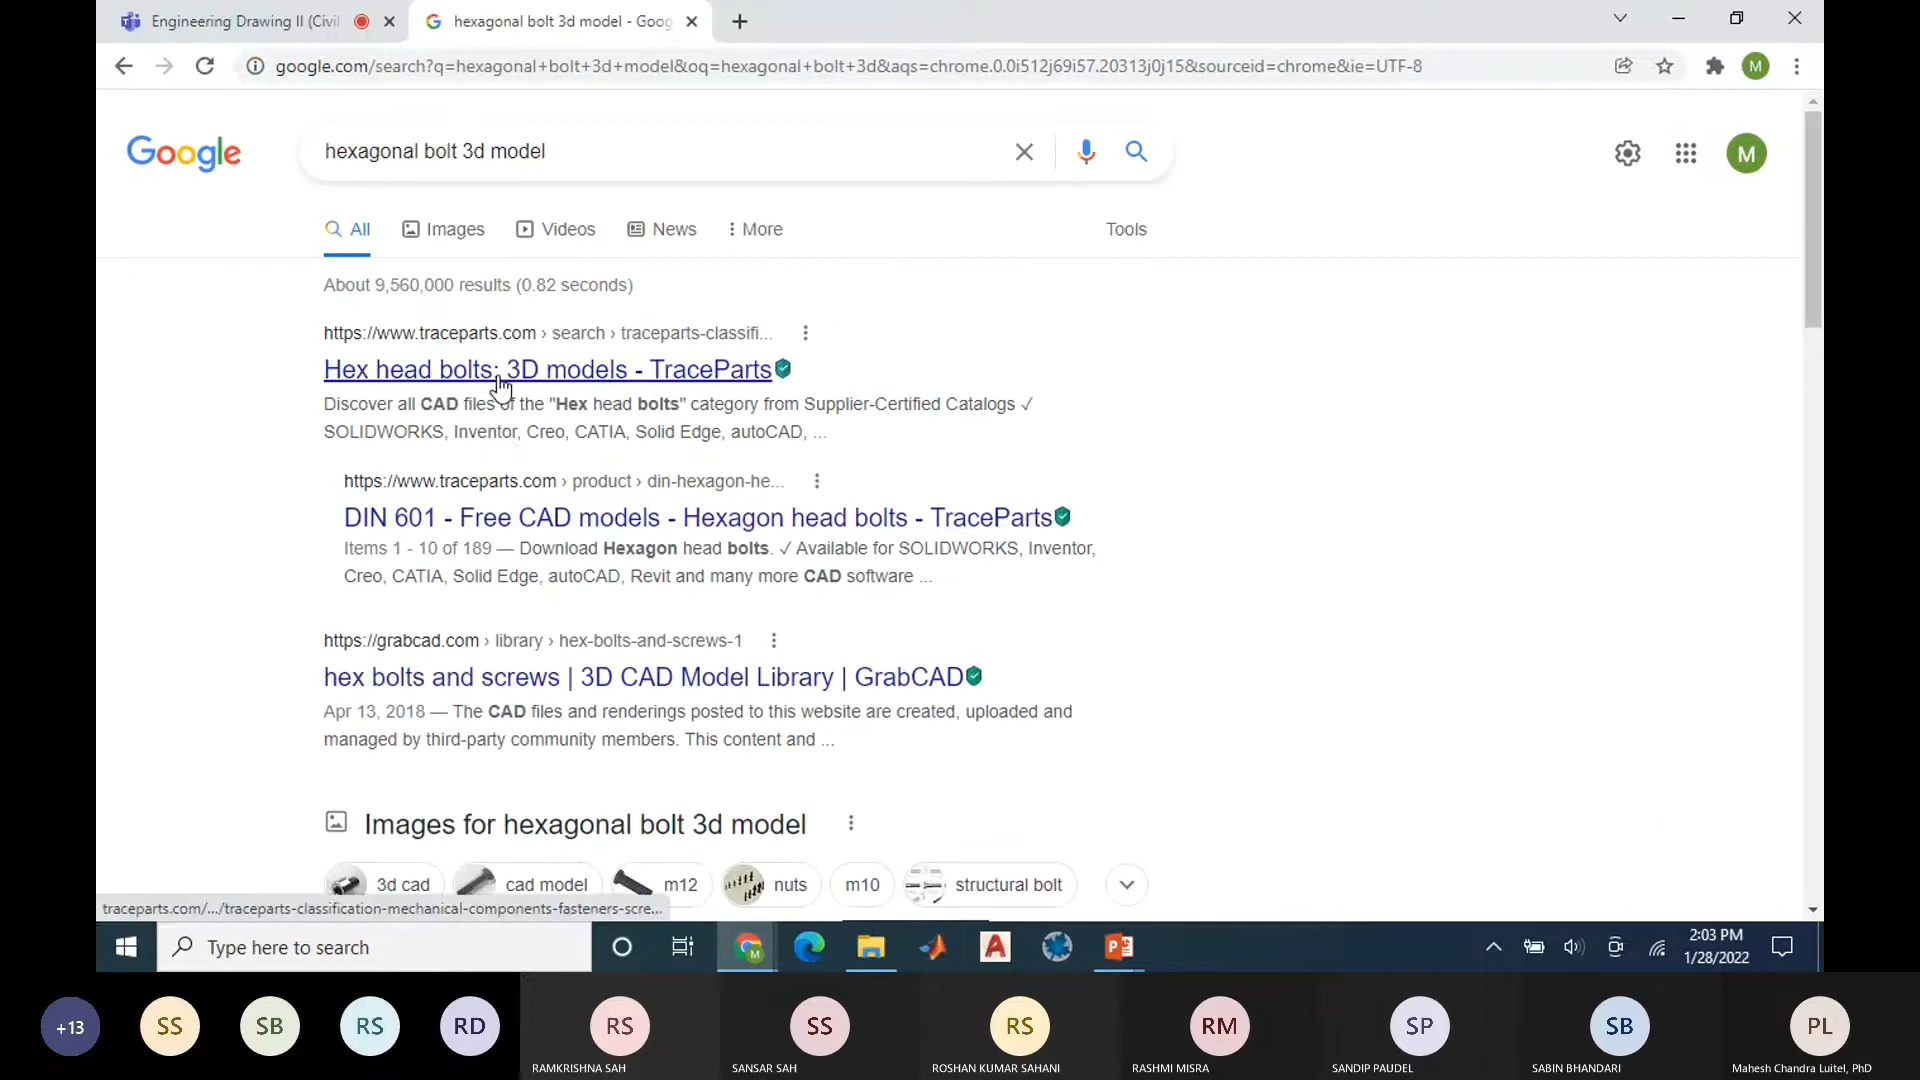 Engineering Drawing II (Civil
hexagonal bolt 3d model - Goog
google.com/search?q=hexagonal+bolt+3d+model&oq=hexagonal+bolt+3d&aqs=chrome.0.0i512j69i57.20313j0j15&sourceid=chrome&ie=UTF-8
M
Google
hexagonal bolt 3d model
M
All
Images
Videos
News
More
Tools
About 9,560,000 results (0.82 seconds)
https://www.traceparts.com › search › traceparts-classifi...
Hex head bolts: 3D models - TraceParts
Discover all CAD files of the "Hex head bolts" category from Supplier-Certified Catalogs ✓
SOLIDWORKS, Inventor, Creo, CATIA, Solid Edge, autoCAD, ...
https://www.traceparts.com › product › din-hexagon-he...
DIN 601 - Free CAD models - Hexagon head bolts - TraceParts
Items 1 - 10 of 189 — Download Hexagon head bolts. ✓ Available for SOLIDWORKS, Inventor,
Creo, CATIA, Solid Edge, autoCAD, Revit and many more CAD software ...
https://grabcad.com › library › hex-bolts-and-screws-1
hex bolts and screws | 3D CAD Model Library | GrabCAD
Apr 13, 2018 — The CAD files and renderings posted to this website are created, uploaded and
managed by third-party community members. This content and ...
Images for hexagonal bolt 3d model
3d cad
cad model
m12
nuts
m10
structural bolt
traceparts.com/.../traceparts-classification-mechanical-components-fasteners-scre...
Type here to search
2:03 PM
1/28/2022
+13
SS
SB
RS
RD
RS
SS
RS
RM
SP
SB
PL
RAMKRISHNA SAH
SANSAR SAH
ROSHAN KUMAR SAHANI
RASHMI MISRA
SANDIP PAUDEL
SABIN BHANDARI
Mahesh Chandra Luitel, PhD